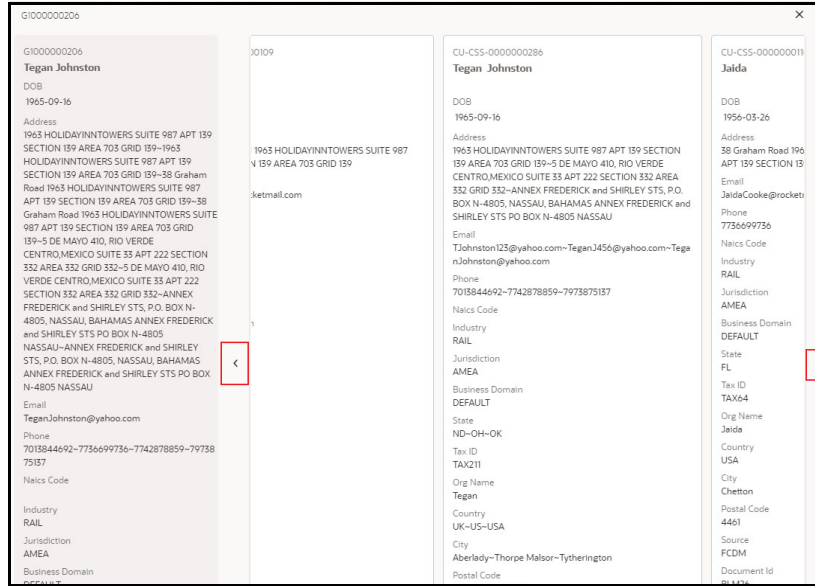 G1000000206
G1000000206
Tegan Johnston
DOB
1965-09-16
Address
1963 HOLIDAYINNTOWERS SUITE 987 APT 139
SECTION 139 AREA 703 GRID 139~1963
HOLIDAYINNTOWERS SUITE 987 APT 139
SECTION 139 AREA 703 GRID 139~38 Graham
Road 1963 HOLIDAYINNTOWERS SUITE 987
APT 139 SECTION 139 AREA 703 GRID 139~38
Graham Road 1963 HOLIDAYINNTOWERS SUITE
987 APT 139 SECTION 139 AREA 703 GRID
139~5 DE MAYO 410, RIO VERDE
CENTRO,MEXICO SUITE 33 APT 222 SECTION
332 AREA 332 GRID 332~5 DE MAYO 410, RIO
VERDE CENTRO,MEXICO SUITE 33 APT 222
SECTION 332 AREA 332 GRID 332~ANNEX
FREDERICK and SHIRLEY STS, P.O. BOX N-
4805, NASSAU, BAHAMAS ANNEX FREDERICK
and SHIRLEY STS PO BOX N-4805
NASSAU~ANNEX FREDERICK and SHIRLEY
STS, P.O. BOX N-4805, NASSAU, BAHAMAS
ANNEX FREDERICK and SHIRLEY STS PO BOX
N-4805 NASSAU
Email
TeganJohnston@yahoo.com
Phone
7013844692~7736699736~7742878859~79738
75137
Naics Code
Industry
RAIL
Jurisdiction
AMEA
Business Domain
DEFAULT
00109
1963 HOLIDAYINNTOWERS SUITE 987
N 139 AREA 703 GRID 139
:ketmail.com
CU-CSS-0000000286
Tegan Johnston
DOB
1965-09-16
Address
1963 HOLIDAYINNTOWERS SUITE 987 APT 139 SECTION
139 AREA 703 GRID 139~5 DE MAYO 410, RIO VERDE
CENTRO,MEXICO SUITE 33 APT 222 SECTION 332 AREA
332 GRID 332~ANNEX FREDERICK and SHIRLEY STS, P.O.
BOX N-4805, NASSAU, BAHAMAS ANNEX FREDERICK and
SHIRLEY STS PO BOX N-4805 NASSAU
Email
TJohnston123@yahoo.com~TeganJ456@yahoo.com~Tega
nJohnston@yahoo.com
Phone
7013844692~7742878859~7973875137
Naics Code
Industry
RAIL
Jurisdiction
AMEA
Business Domain
DEFAULT
State
ND~OH~OK
Tax ID
TAX211
Org Name
Tegan
Country
UK~US~USA
City
Aberlady~Thorpe Malsor~Tytherington
Postal Code
CU-CSS-00000011
Jaida
DOB
1956-03-26
Address
38 Graham Road 196
APT 139 SECTION 13
Email
JaidaCooke@rocket
Phone
7736699736
Naics Code
Industry
RAIL
Jurisdiction
AMEA
Business Domain
DEFAULT
State
FL
Tax ID
TAX64
Org Name
Jaida
Country
USA
City
Chetton
Postal Code
4461
Source
FCDM
Document Id